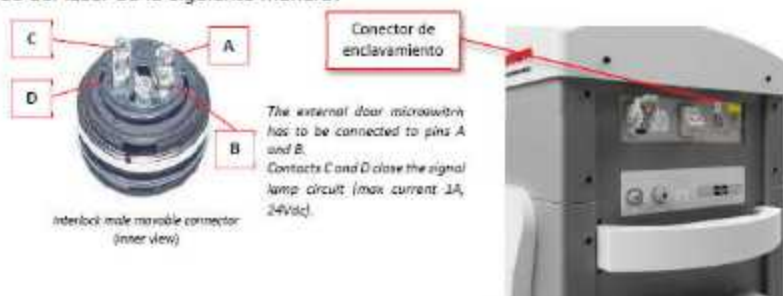 C
A
D
B
Conector de
enclavamiento
The external door microswitch
has to be connected to pins A
and B.
Contacts C and D close the signal
lamp circuit (max current 1A,
24Vdc).
Interlock male movable connector
(inner view)